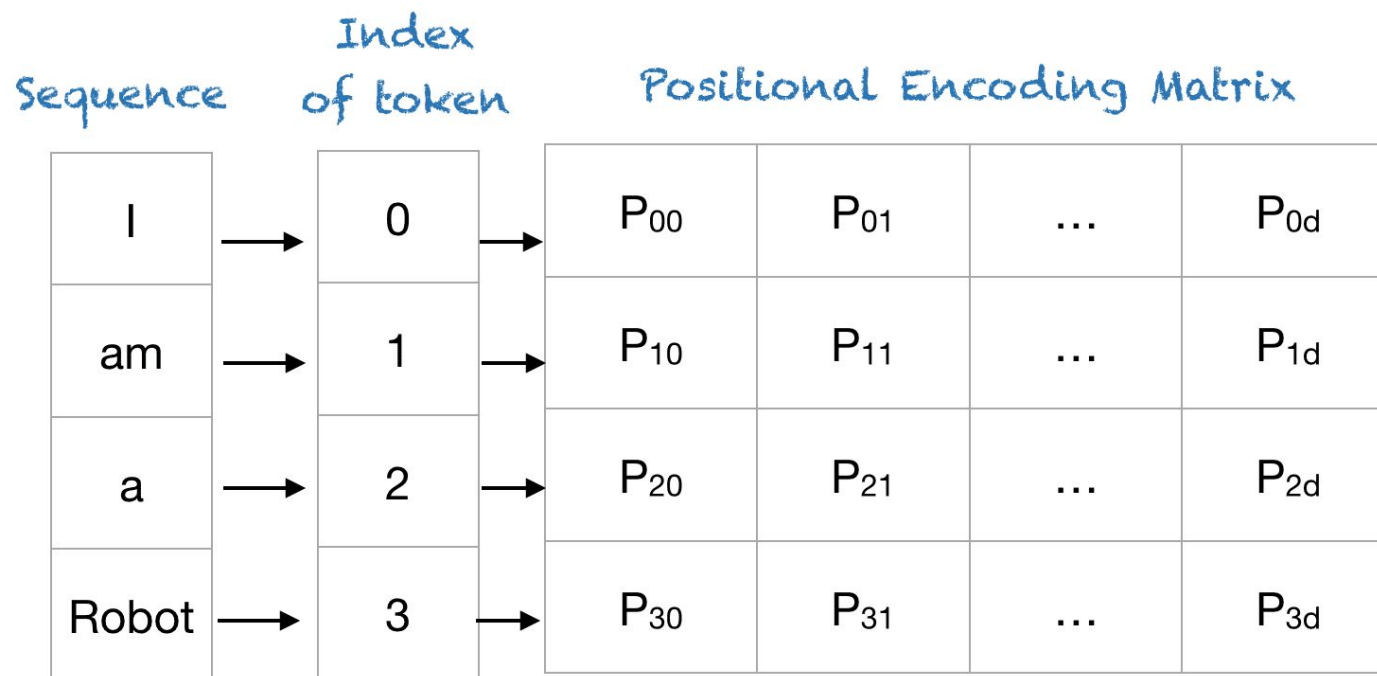 Sequence Index of token Positional Encoding Matrix
I 0 P00 P01 ... P0d
am 1 P10 P11 ... P1d
a 2 P20 P21 ... P2d
Robot 3 P30 P31 ... P3d